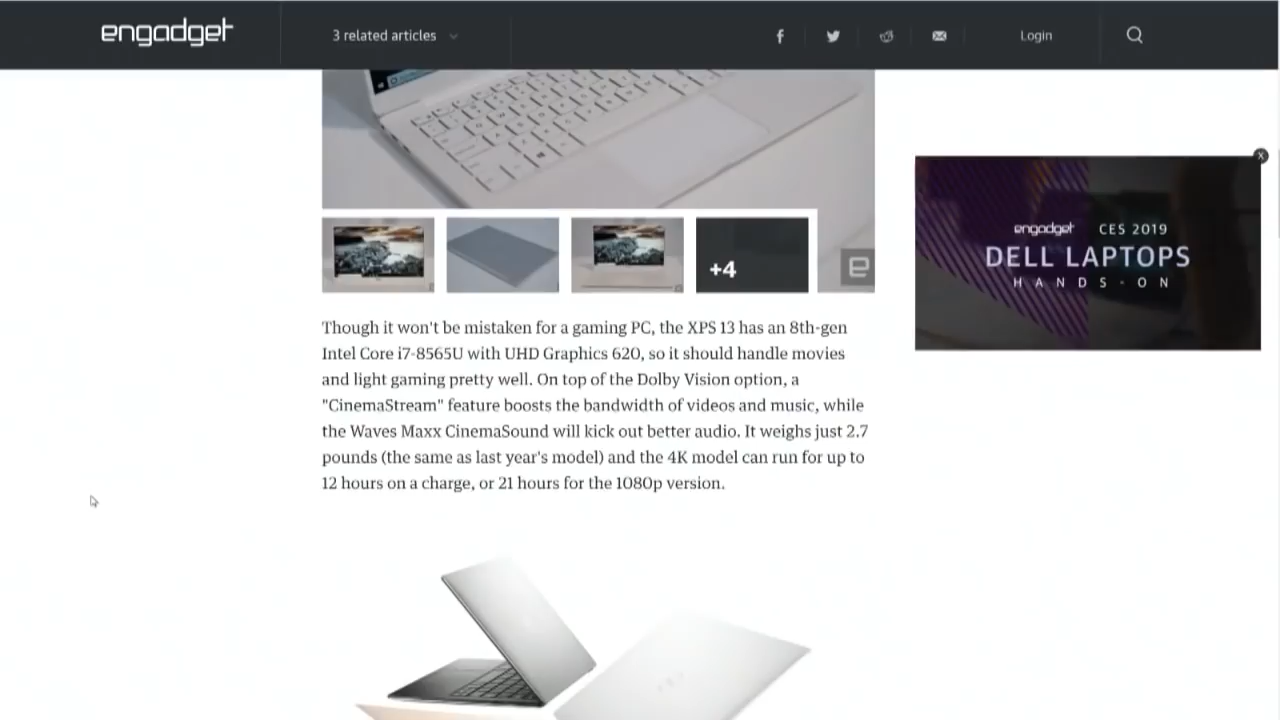 engadget
3 related articles
Login
X
engadget CES 2019
DELL LAPTOPS
HANDS-ON
+4
e
Though it won't be mistaken for a gaming PC, the XPS 13 has an 8th-gen
Intel Core i7-8565U with UHD Graphics 620, so it should handle movies
and light gaming pretty well. On top of the Dolby Vision option, a
"CinemaStream" feature boosts the bandwidth of videos and music, while
the Waves Maxx CinemaSound will kick out better audio. It weighs just 2.7
pounds (the same as last year's model) and the 4K model can run for up to
12 hours on a charge, or 21 hours for the 1080p version.